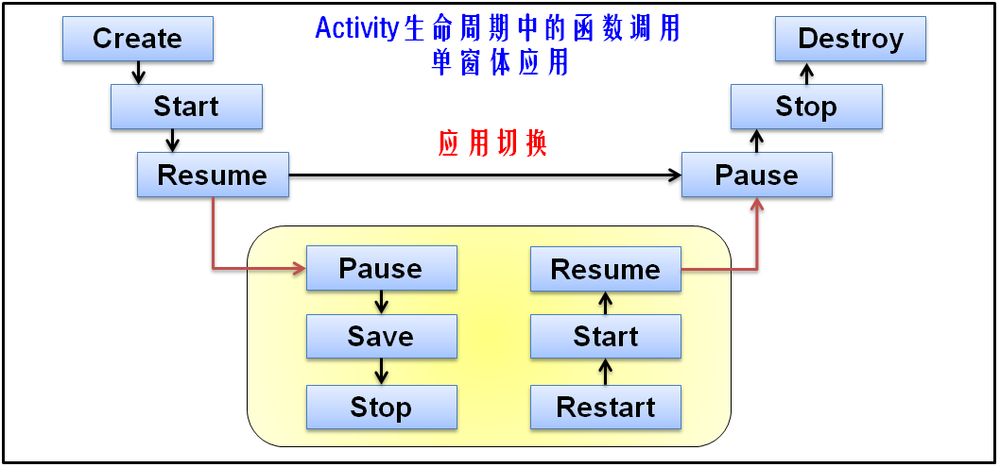 Activity生命周期中的函数调用
单窗体应用
Create
Start
Resume
应用切换
Destroy
Stop
Pause
Pause
Save
Stop
Resume
Start
Restart